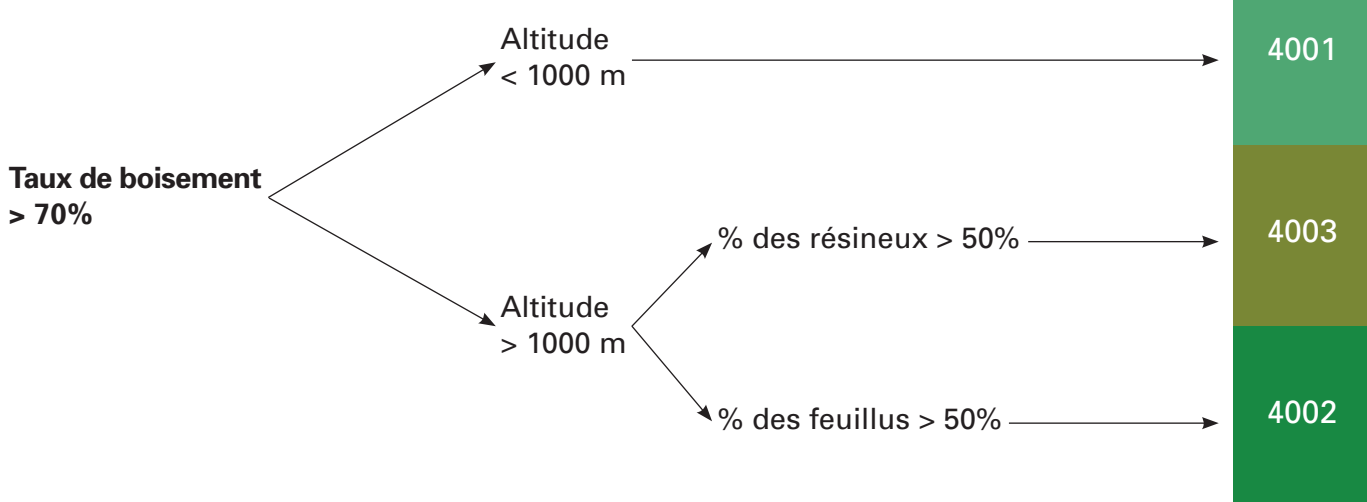 Altitude
< 1000 m
4001
Taux de boisement
> 70%
% des résineux > 50%
4003
Altitude
> 1000 m
% des feuillus > 50%
4002